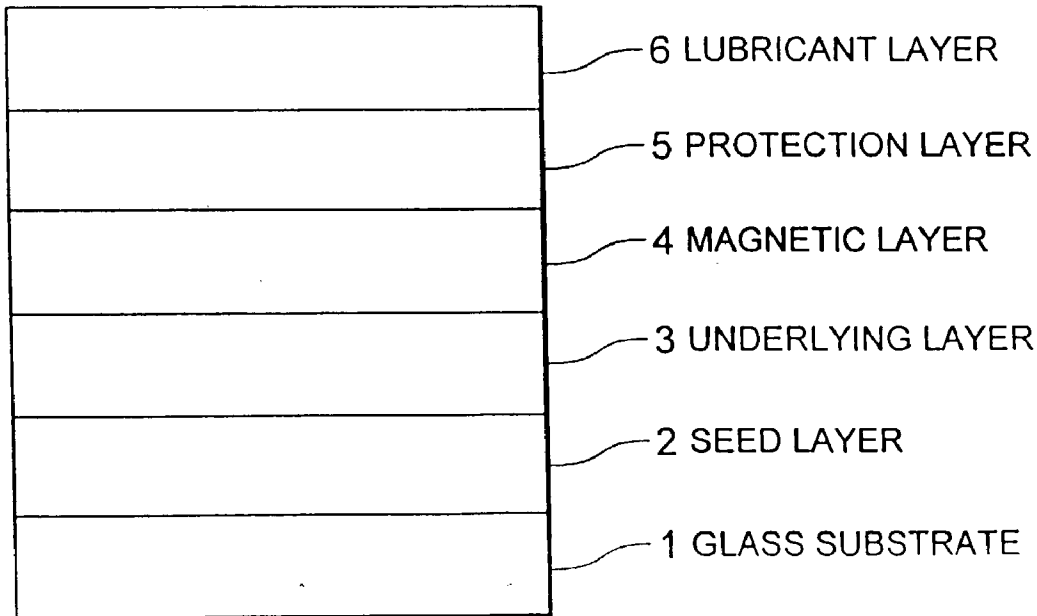 6 LUBRICANT LAYER
5 PROTECTION LAYER
4 MAGNETIC LAYER
3 UNDERLYING LAYER
2 SEED LAYER
1 GLASS SUBSTRATE